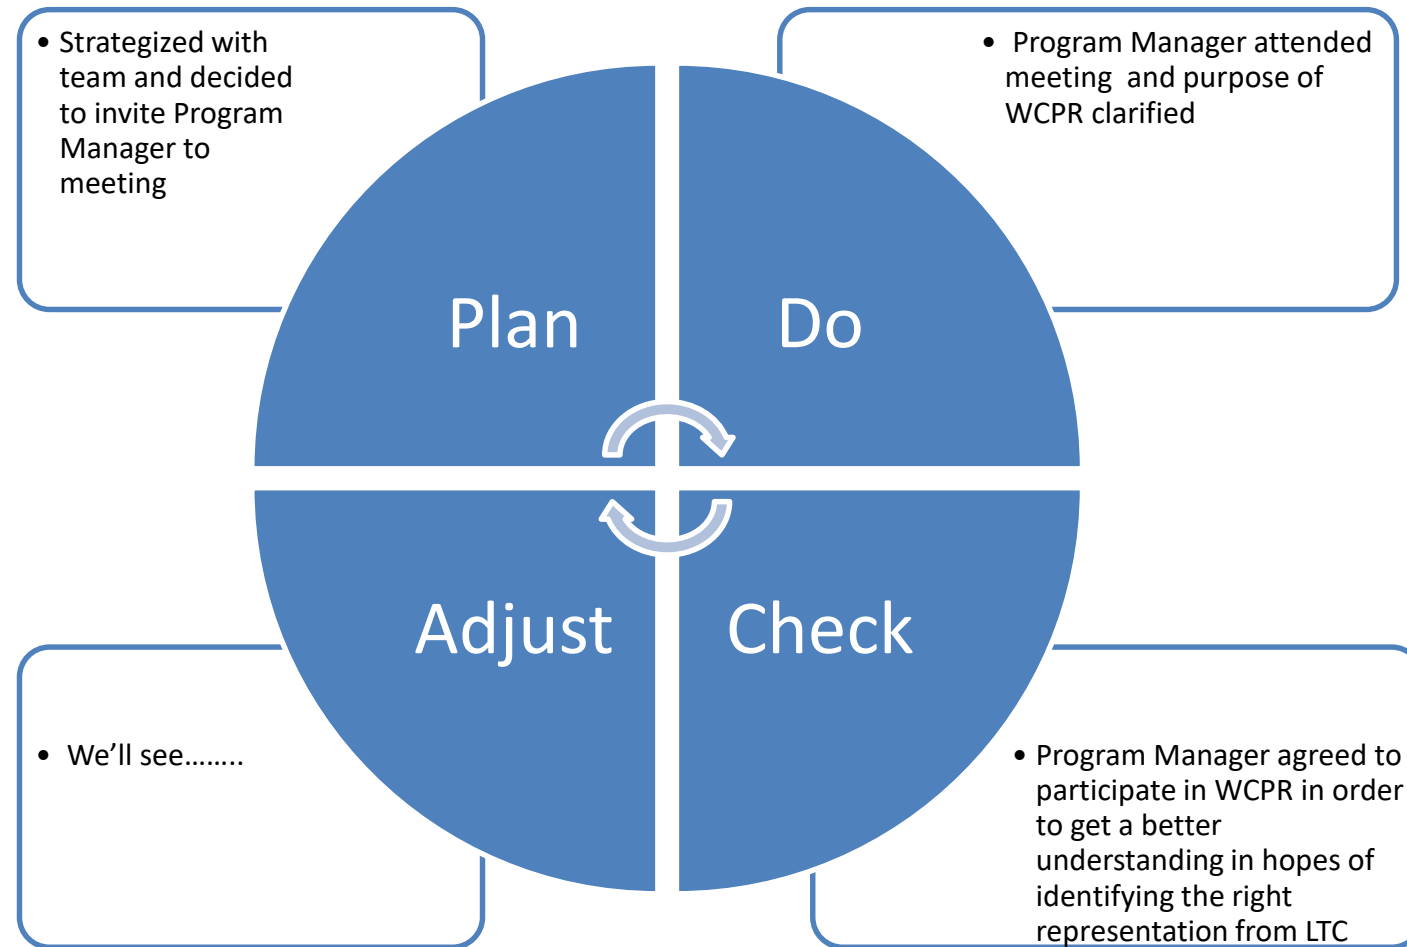 • Strategized with
team and decided
to invite Program
Manager to
meeting
• Program Manager attended
meeting and purpose of
WCPR clarified
Plan
Do
Adjust
Check
• We’ll see……..
• Program Manager agreed to
participate in WCPR in order
to get a better
understanding in hopes of
identifying the right
representation from LTC